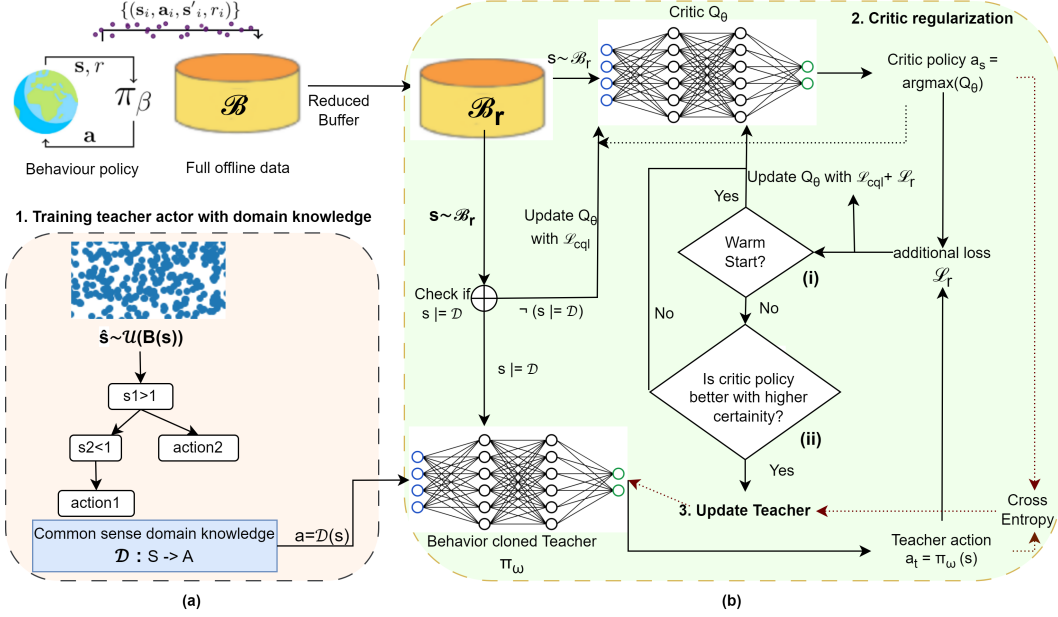 {(s_i, a_i, s'_i, r_i)}
s, r
π_β
a
Behaviour policy
ℬ
Full offline data
Reduced
Buffer
1. Training teacher actor with domain knowledge
ŝ~𝒰(B(s))
s1>1
s2<1
action2
action1
Common sense domain knowledge
𝒟 : S -> A
a=𝒟(s)
(a)
ℬ_r
s~ℬ_r
Critic Q_θ
2. Critic regularization
Critic policy a_s =
argmax(Q_θ)
s~ℬ_r
Update Q_θ
with ℒ_cql
Check if
s |= 𝒟
¬ (s |= 𝒟)
s |= 𝒟
Update Q_θ with ℒ_cql+ ℒ_r
Yes
Warm
Start?
(i)
additional loss
ℒ_r
No
No
Is critic policy
better with higher
certainity?
(ii)
Yes
3. Update Teacher
Cross
Entropy
Behavior cloned Teacher
π_ω
Teacher action
a_t = π_ω (s)
(b)